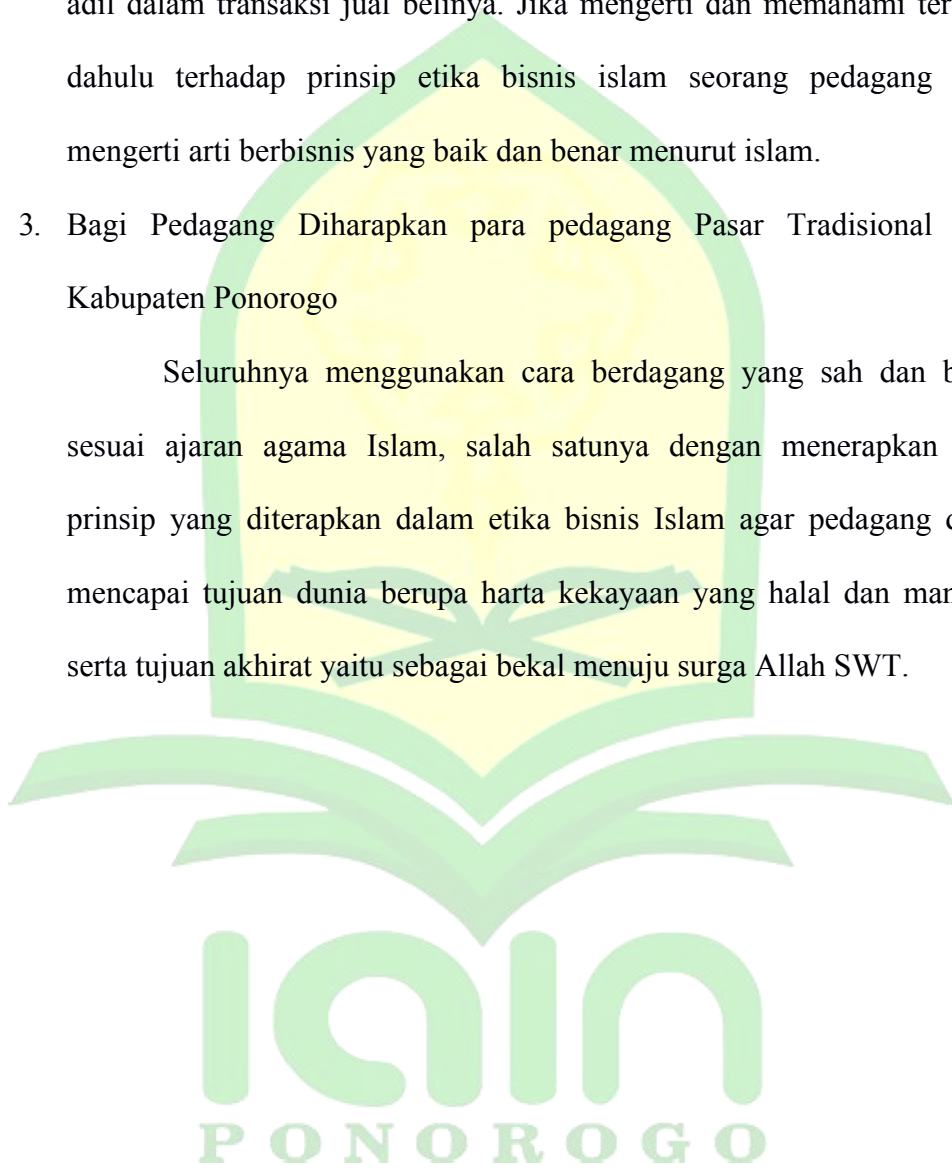 adil dalam transaksi jual belinya. Jika mengerti dan memahami ter
dahulu terhadap prinsip etika bisnis islam seorang pedagang
mengerti arti berbisnis yang baik dan benar menurut islam.
3. Bagi Pedagang Diharapkan para pedagang Pasar Tradisional
Kabupaten Ponorogo
Seluruhnya menggunakan cara berdagang yang sah dan b
sesuai ajaran agama Islam, salah satunya dengan menerapkan
prinsip yang diterapkan dalam etika bisnis Islam agar pedagang
mencapai tujuan dunia berupa harta kekayaan yang halal dan man
serta tujuan akhirat yaitu sebagai bekal menuju surga Allah SWT.
iain
PONOROGO